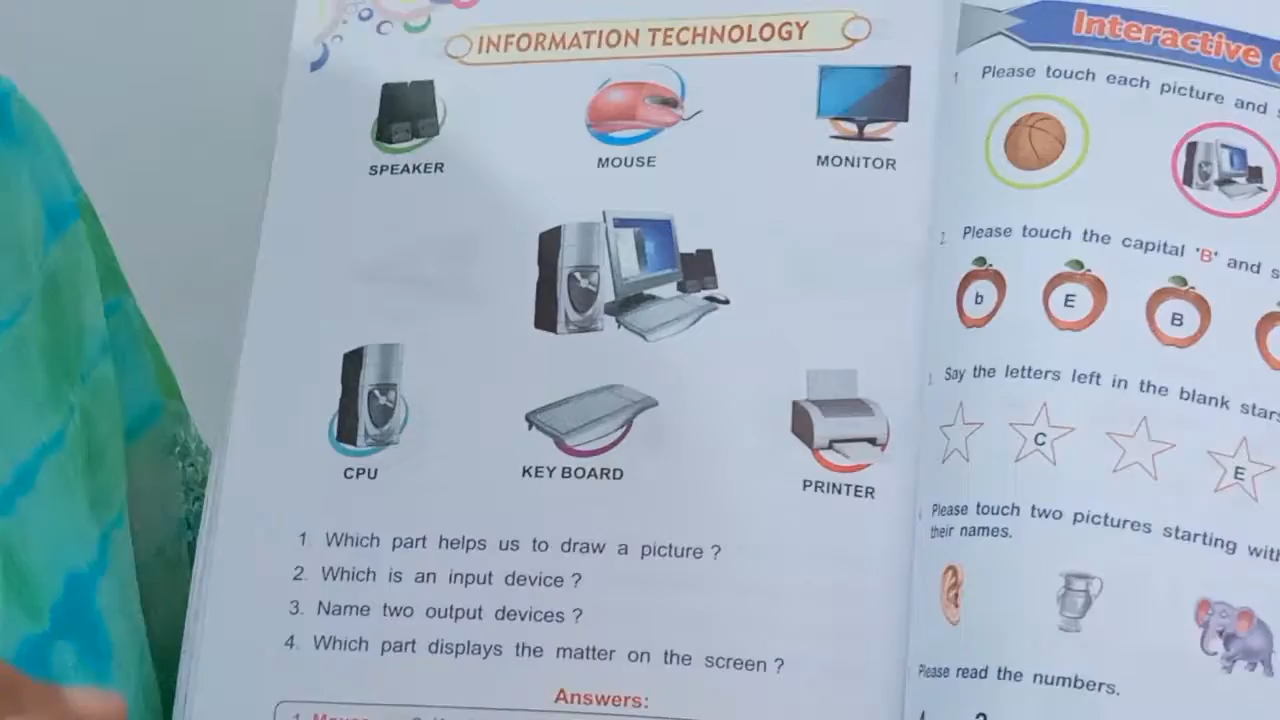 INFORMATION TECHNOLOGY
SPEAKER
MOUSE
MONITOR
CPU
KEY BOARD
PRINTER
1. Which part helps us to draw a picture ?
2. Which is an input device ?
3. Name two output devices ?
4. Which part displays the matter on the screen ?
Answers:
Interactive
1 Please touch each picture and
2. Please touch the capital 'B' and
b E B
3 Say the letters left in the blank stars
C E
Please touch two pictures starting with
their names.
Please read the numbers.